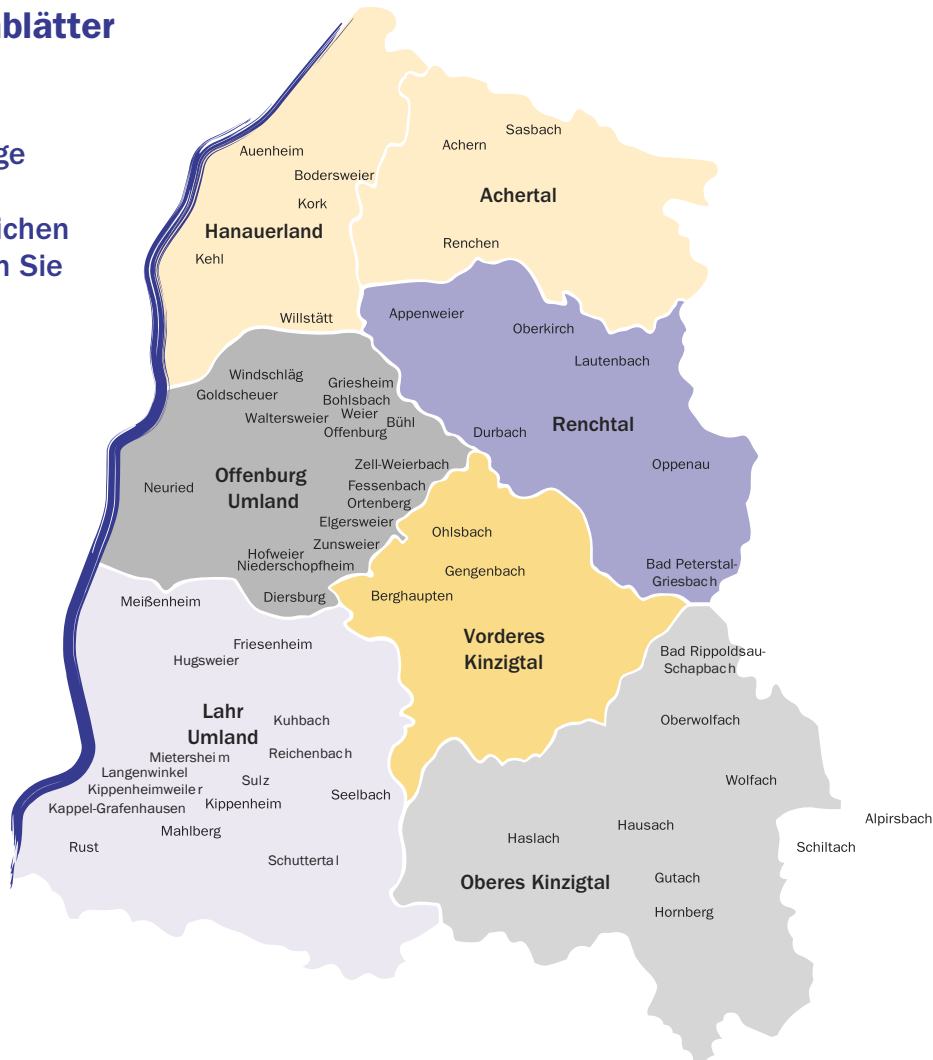 blätter
ge
ichen
n Sie
Auenheim
Bodersweier
Kork
Hanauerland
Kehl
Willstätt
Sasbach
Achern
Achertal
Renchen
Appenweier
Oberkirch
Lautenbach
Durbach
Renchtal
Oppenau
Bad Peterstal-
Griesbach
Windschläg
Griesheim
Goldscheuer
Bohlsbach
Waltersweier
Weier
Bühl
Offenburg
Zell-Weierbach
Offenburg
Umland
Neuried
Fessenbach
Ortenberg
Elgersweier
Zunsweier
Hofweier
Niederschopfheim
Diersburg
Ohlsbach
Gengenbach
Berghaupten
Vorderes
Kinzigtal
Meißenheim
Friesenheim
Hugsweier
Lahr
Umland
Kuhbach
Mietersheim
Reichenbach
Langenwinkel
Sulz
Kippenheimweiler
Seelbach
Kappel-Grafenhausen
Kippenheim
Mahlberg
Rust
Schuttertal
Bad Rippoldsau-
Schapbach
Oberwolfach
Wolfach
Alpirsbach
Schiltach
Hausach
Haslach
Oberes Kinzigtal
Gutach
Hornberg